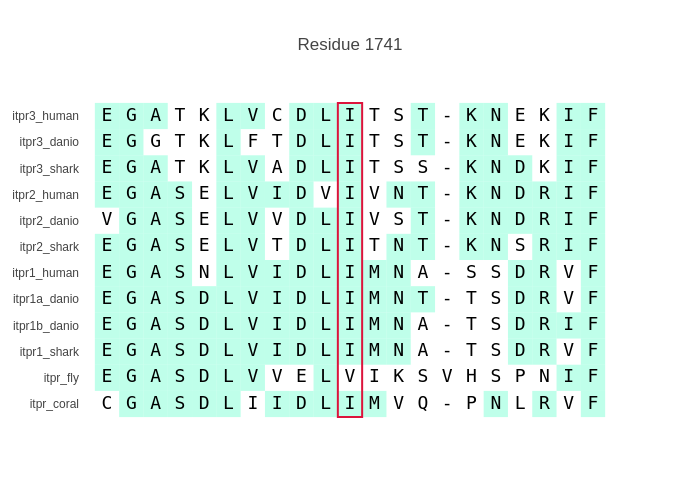 Residue 1741
itpr3_human E G A T K L V C D L I T S T - K N E K I F
itpr3_danio E G G T K L F T D L I T S T - K N E K I F
itpr3_shark E G A T K L V A D L I T S S - K N D K I F
itpr2_human E G A S E L V I D V I V N T - K N D R I F
itpr2_danio V G A S E L V V D L I V S T - K N D R I F
itpr2_shark E G A S E L V T D L I T N T - K N S R I F
itpr1_human E G A S N L V I D L I M N A - S S D R V F
itpr1a_danio E G A S D L V I D L I M N T - T S D R V F
itpr1b_danio E G A S D L V I D L I M N A - T S D R I F
itpr1_shark E G A S D L V I D L I M N A - T S D R V F
itpr_fly E G A S D L V V E L V I K S V H S P N I F
itpr_coral C G A S D L I I D L I M V Q - P N L R V F